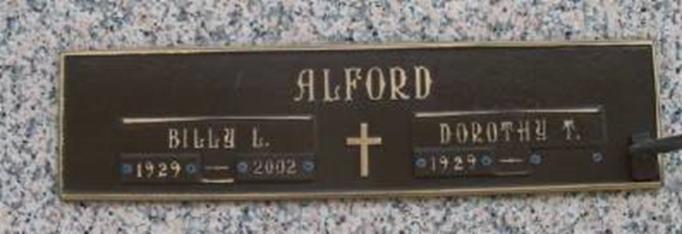 ALFORD
BILLY L.
1929 – 2002
DOROTHY T.
1929 –